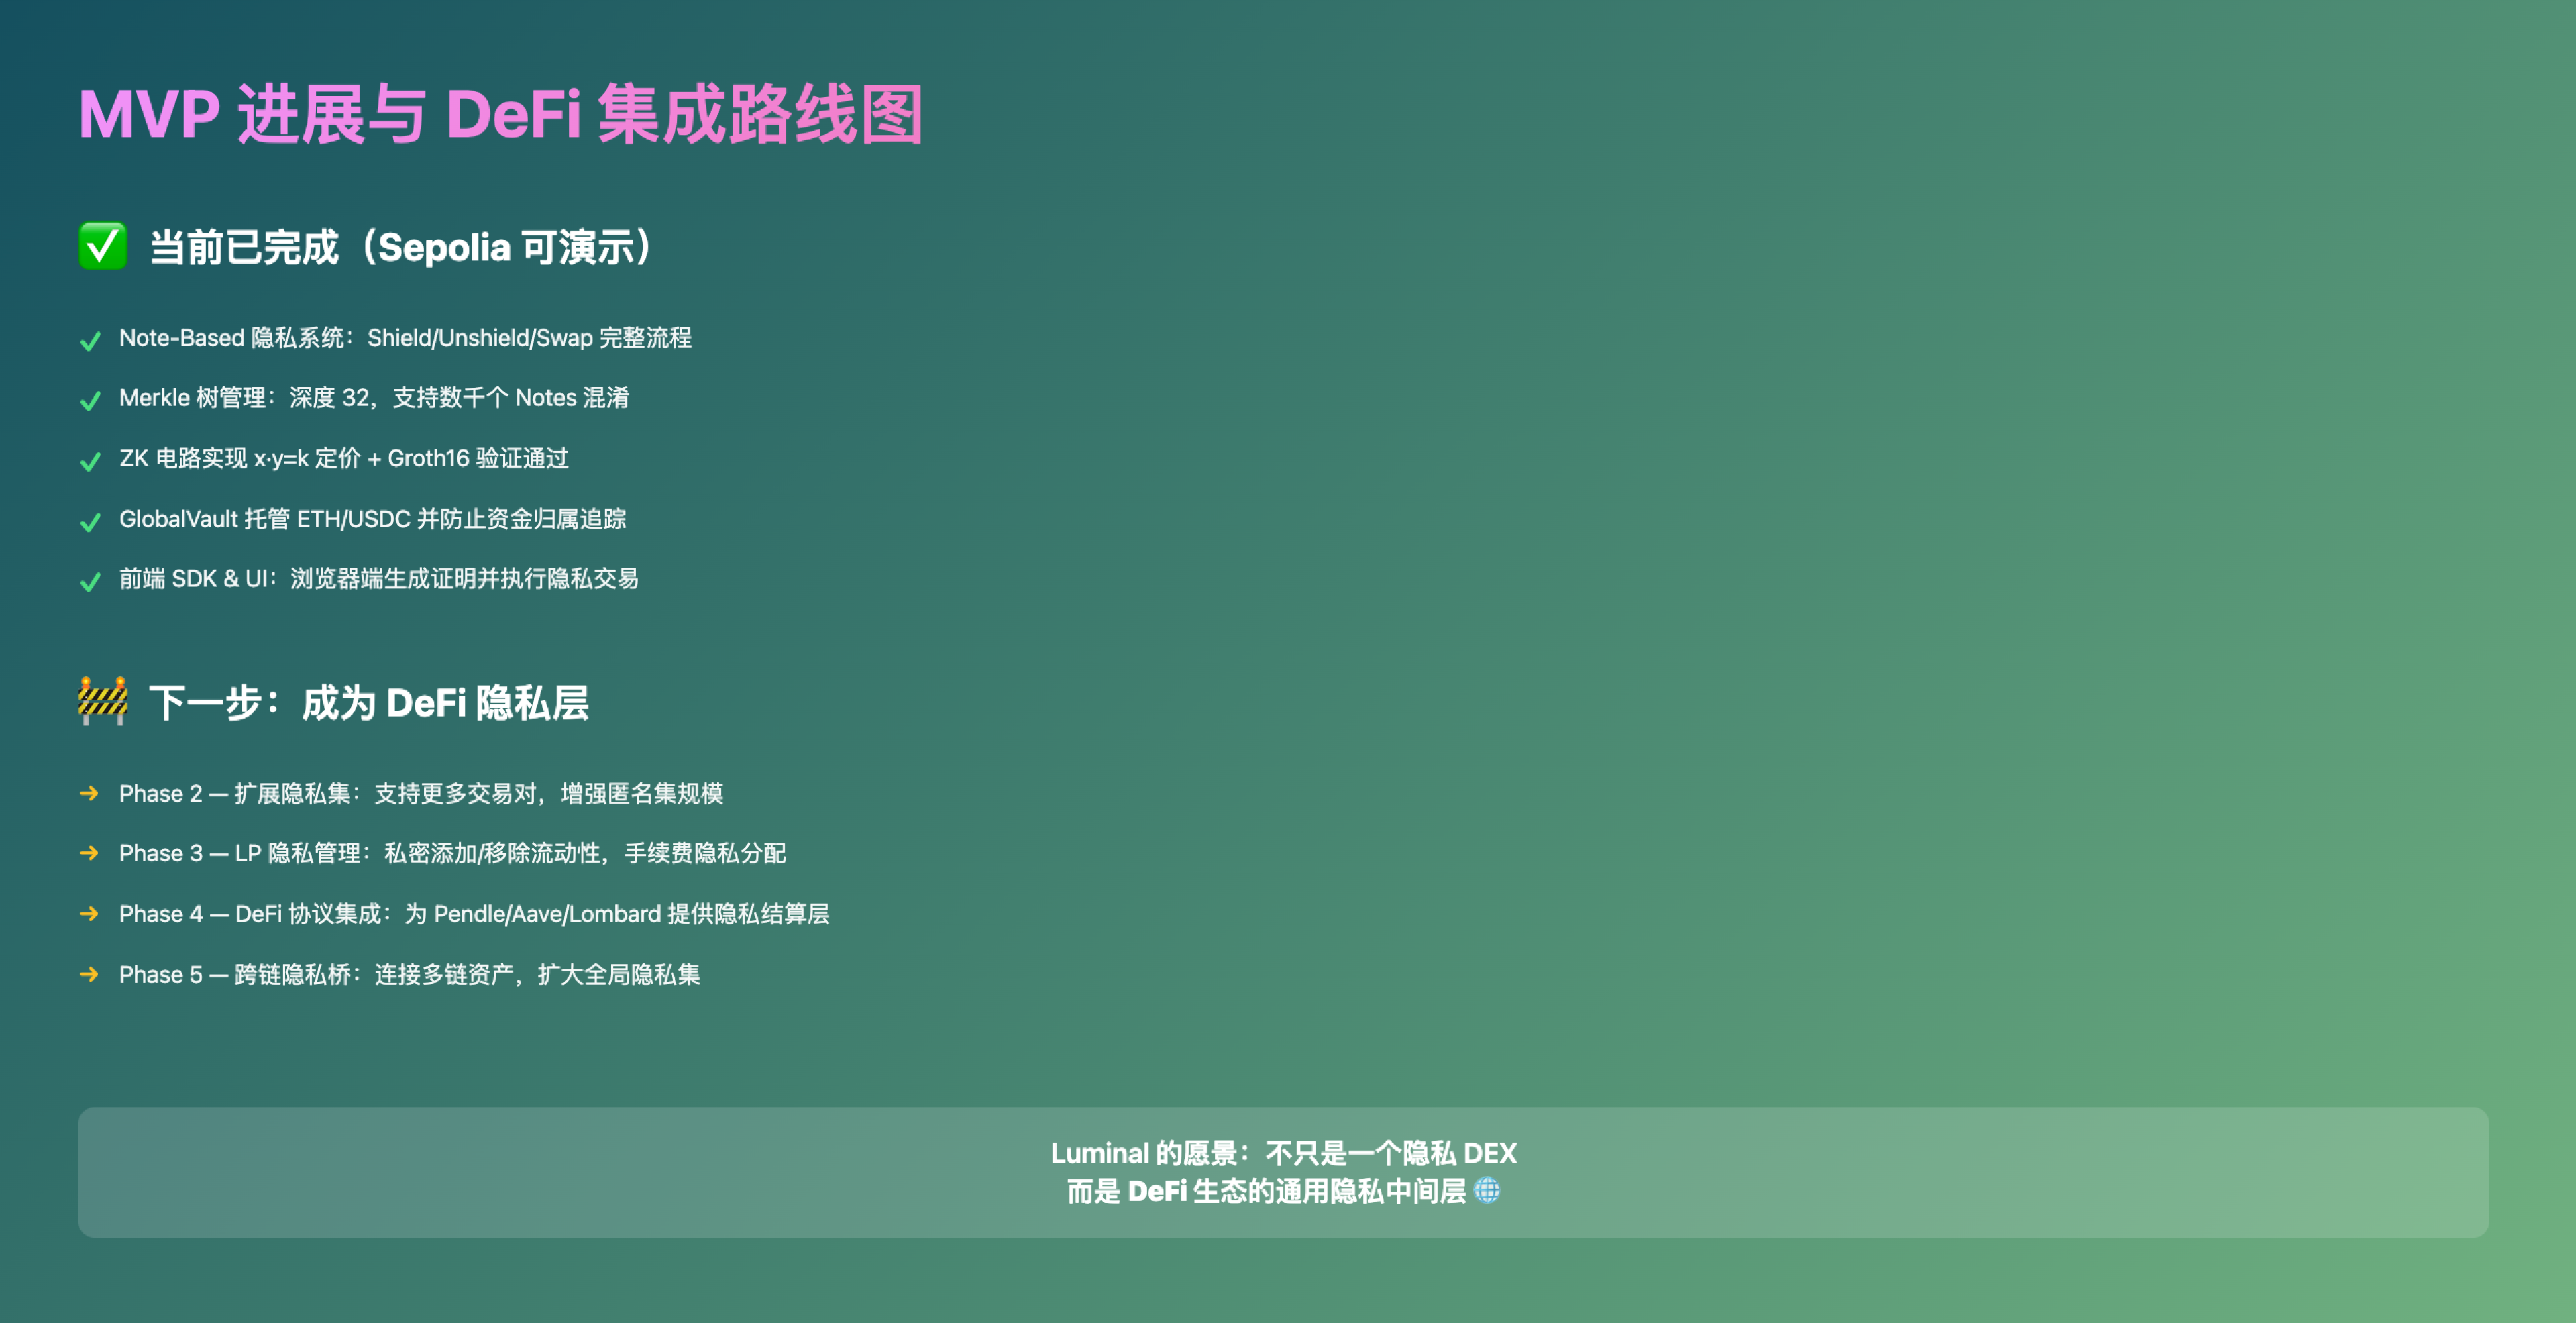 MVP 进展与 DeFi 集成路线图
✅ 当前已完成（Sepolia 可演示）
✓ Note-Based 隐私系统：Shield/Unshield/Swap 完整流程
✓ Merkle 树管理：深度 32，支持数千个 Notes 混淆
✓ ZK 电路实现 x·y=k 定价 + Groth16 验证通过
✓ GlobalVault 托管 ETH/USDC 并防止资金归属追踪
✓ 前端 SDK & UI：浏览器端生成证明并执行隐私交易
🚧 下一步：成为 DeFi 隐私层
→ Phase 2 — 扩展隐私集：支持更多交易对，增强匿名集规模
→ Phase 3 — LP 隐私管理：私密添加/移除流动性，手续费隐私分配
→ Phase 4 — DeFi 协议集成：为 Pendle/Aave/Lombard 提供隐私结算层
→ Phase 5 — 跨链隐私桥：连接多链资产，扩大全局隐私集
Luminal 的愿景：不只是一个隐私 DEX
而是 DeFi 生态的通用隐私中间层 🌐